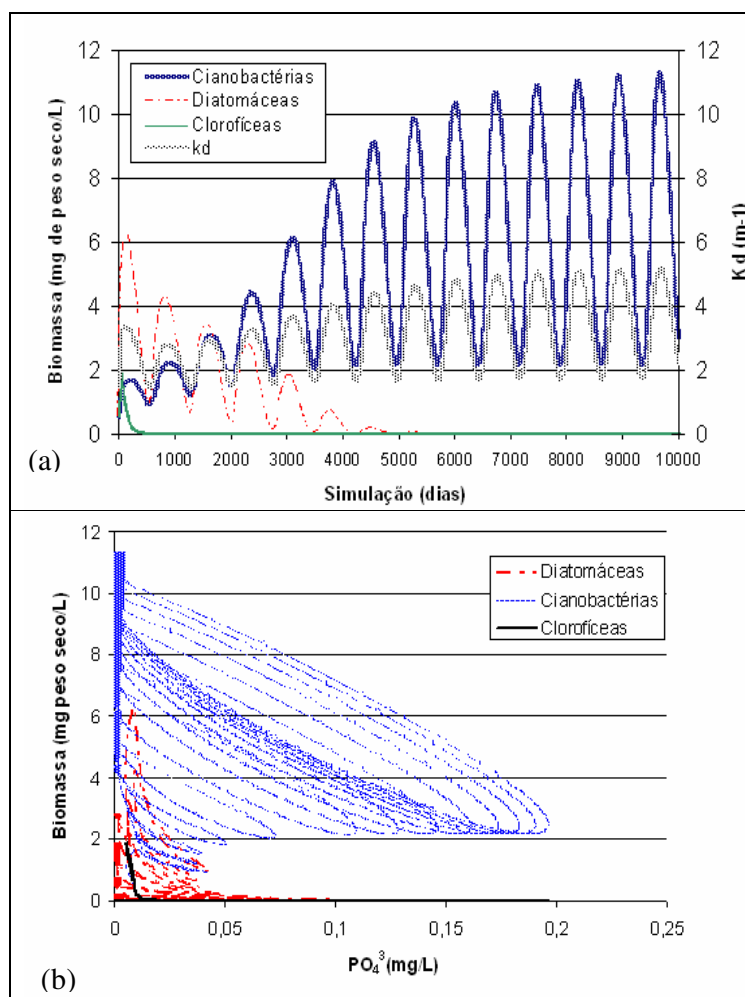 12
10
8
6
4
2
0
Biomassa (mg de peso seco/L)
Cianobactérias
Diatomáceas
Clorofíceas
kd
12
10
8
6
4
2
0
Kd (m-1)
0 1000 2000 3000 4000 5000 6000 7000 8000 9000 10000
Simulação (dias)
(a)
12
10
8
6
4
2
0
Biomassa (mg peso seco/L)
Diatomáceas
Cianobactérias
Clorofíceas
0 0,05 0,1 0,15 0,2 0,25
PO₄³(mg/L)
(b)